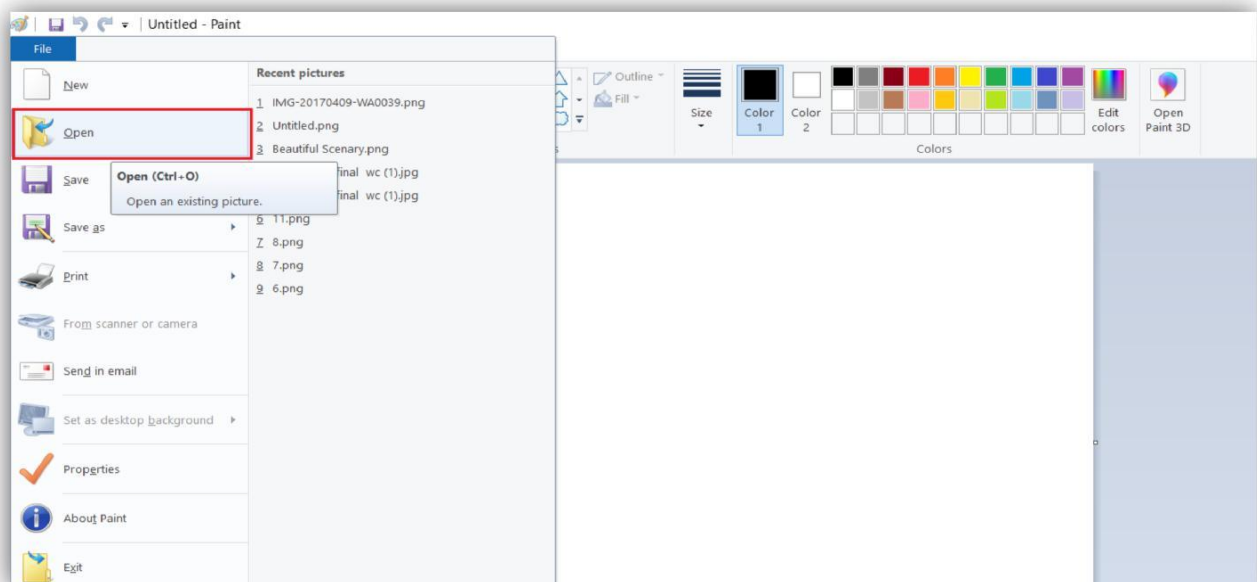 Untitled - Paint
File
New
Open
Save
Save as
Print
From scanner or camera
Send in email
Set as desktop background
Properties
About Paint
Exit
Open (Ctrl+O)
Open an existing picture.
Recent pictures
1 IMG-20170409-WA0039.png
2 Untitled.png
3 Beautiful Scenary.png
final wc (1).jpg
final wc (1).jpg
6 11.png
7 8.png
8 7.png
9 6.png
Outline
Fill
Size
Color 1
Color 2
Edit colors
Open Paint 3D
Colors